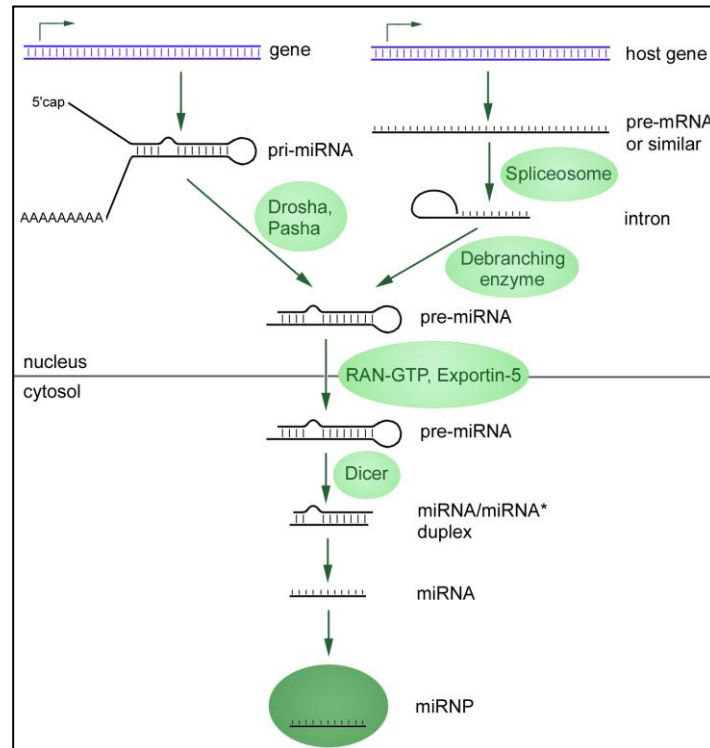 gene
host gene
5'cap
pri-miRNA
pre-mRNA
or similar
Spliceosome
AAAAAAAAA
Drosha,
Pasha
intron
Debranching
enzyme
pre-miRNA
nucleus
RAN-GTP, Exportin-5
cytosol
pre-miRNA
Dicer
miRNA/miRNA*
duplex
miRNA
miRNP